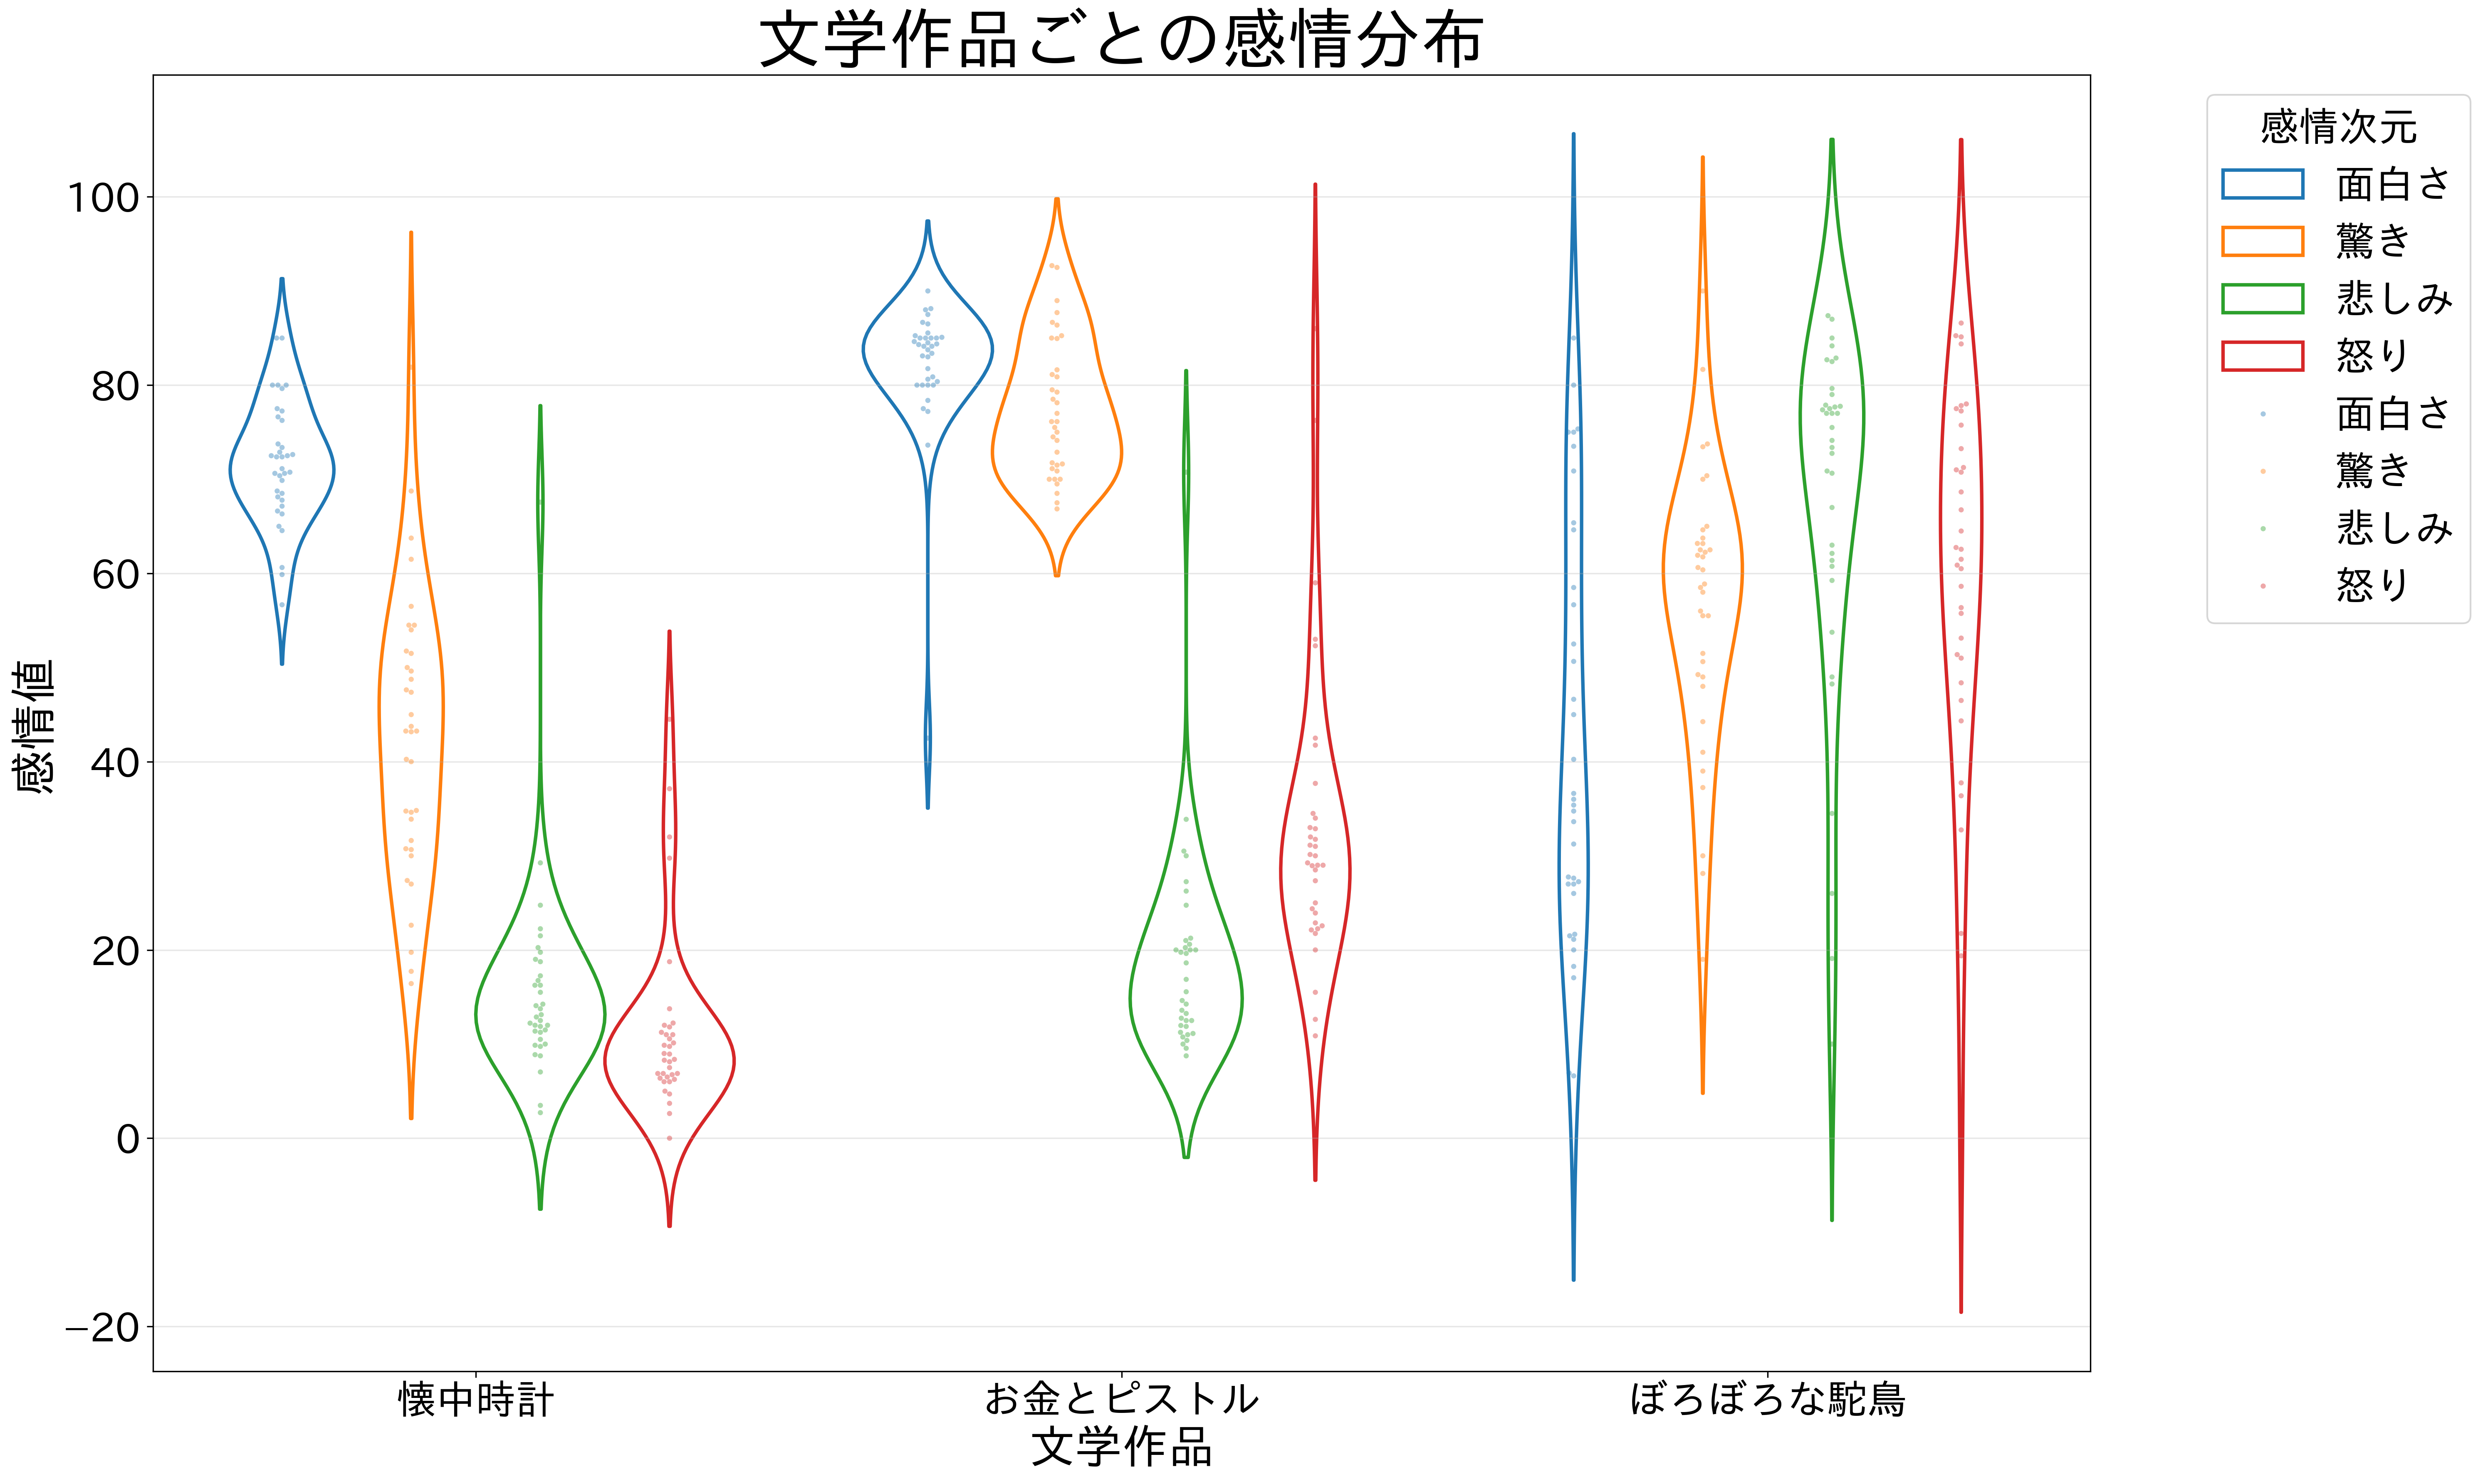 文学作品ごとの感情分布
感情値
100
80
60
40
20
0
−20
懐中時計
お金とピストル
ぼろぼろな駝鳥
文学作品
感情次元
面白さ
驚き
悲しみ
怒り
面白さ
驚き
悲しみ
怒り